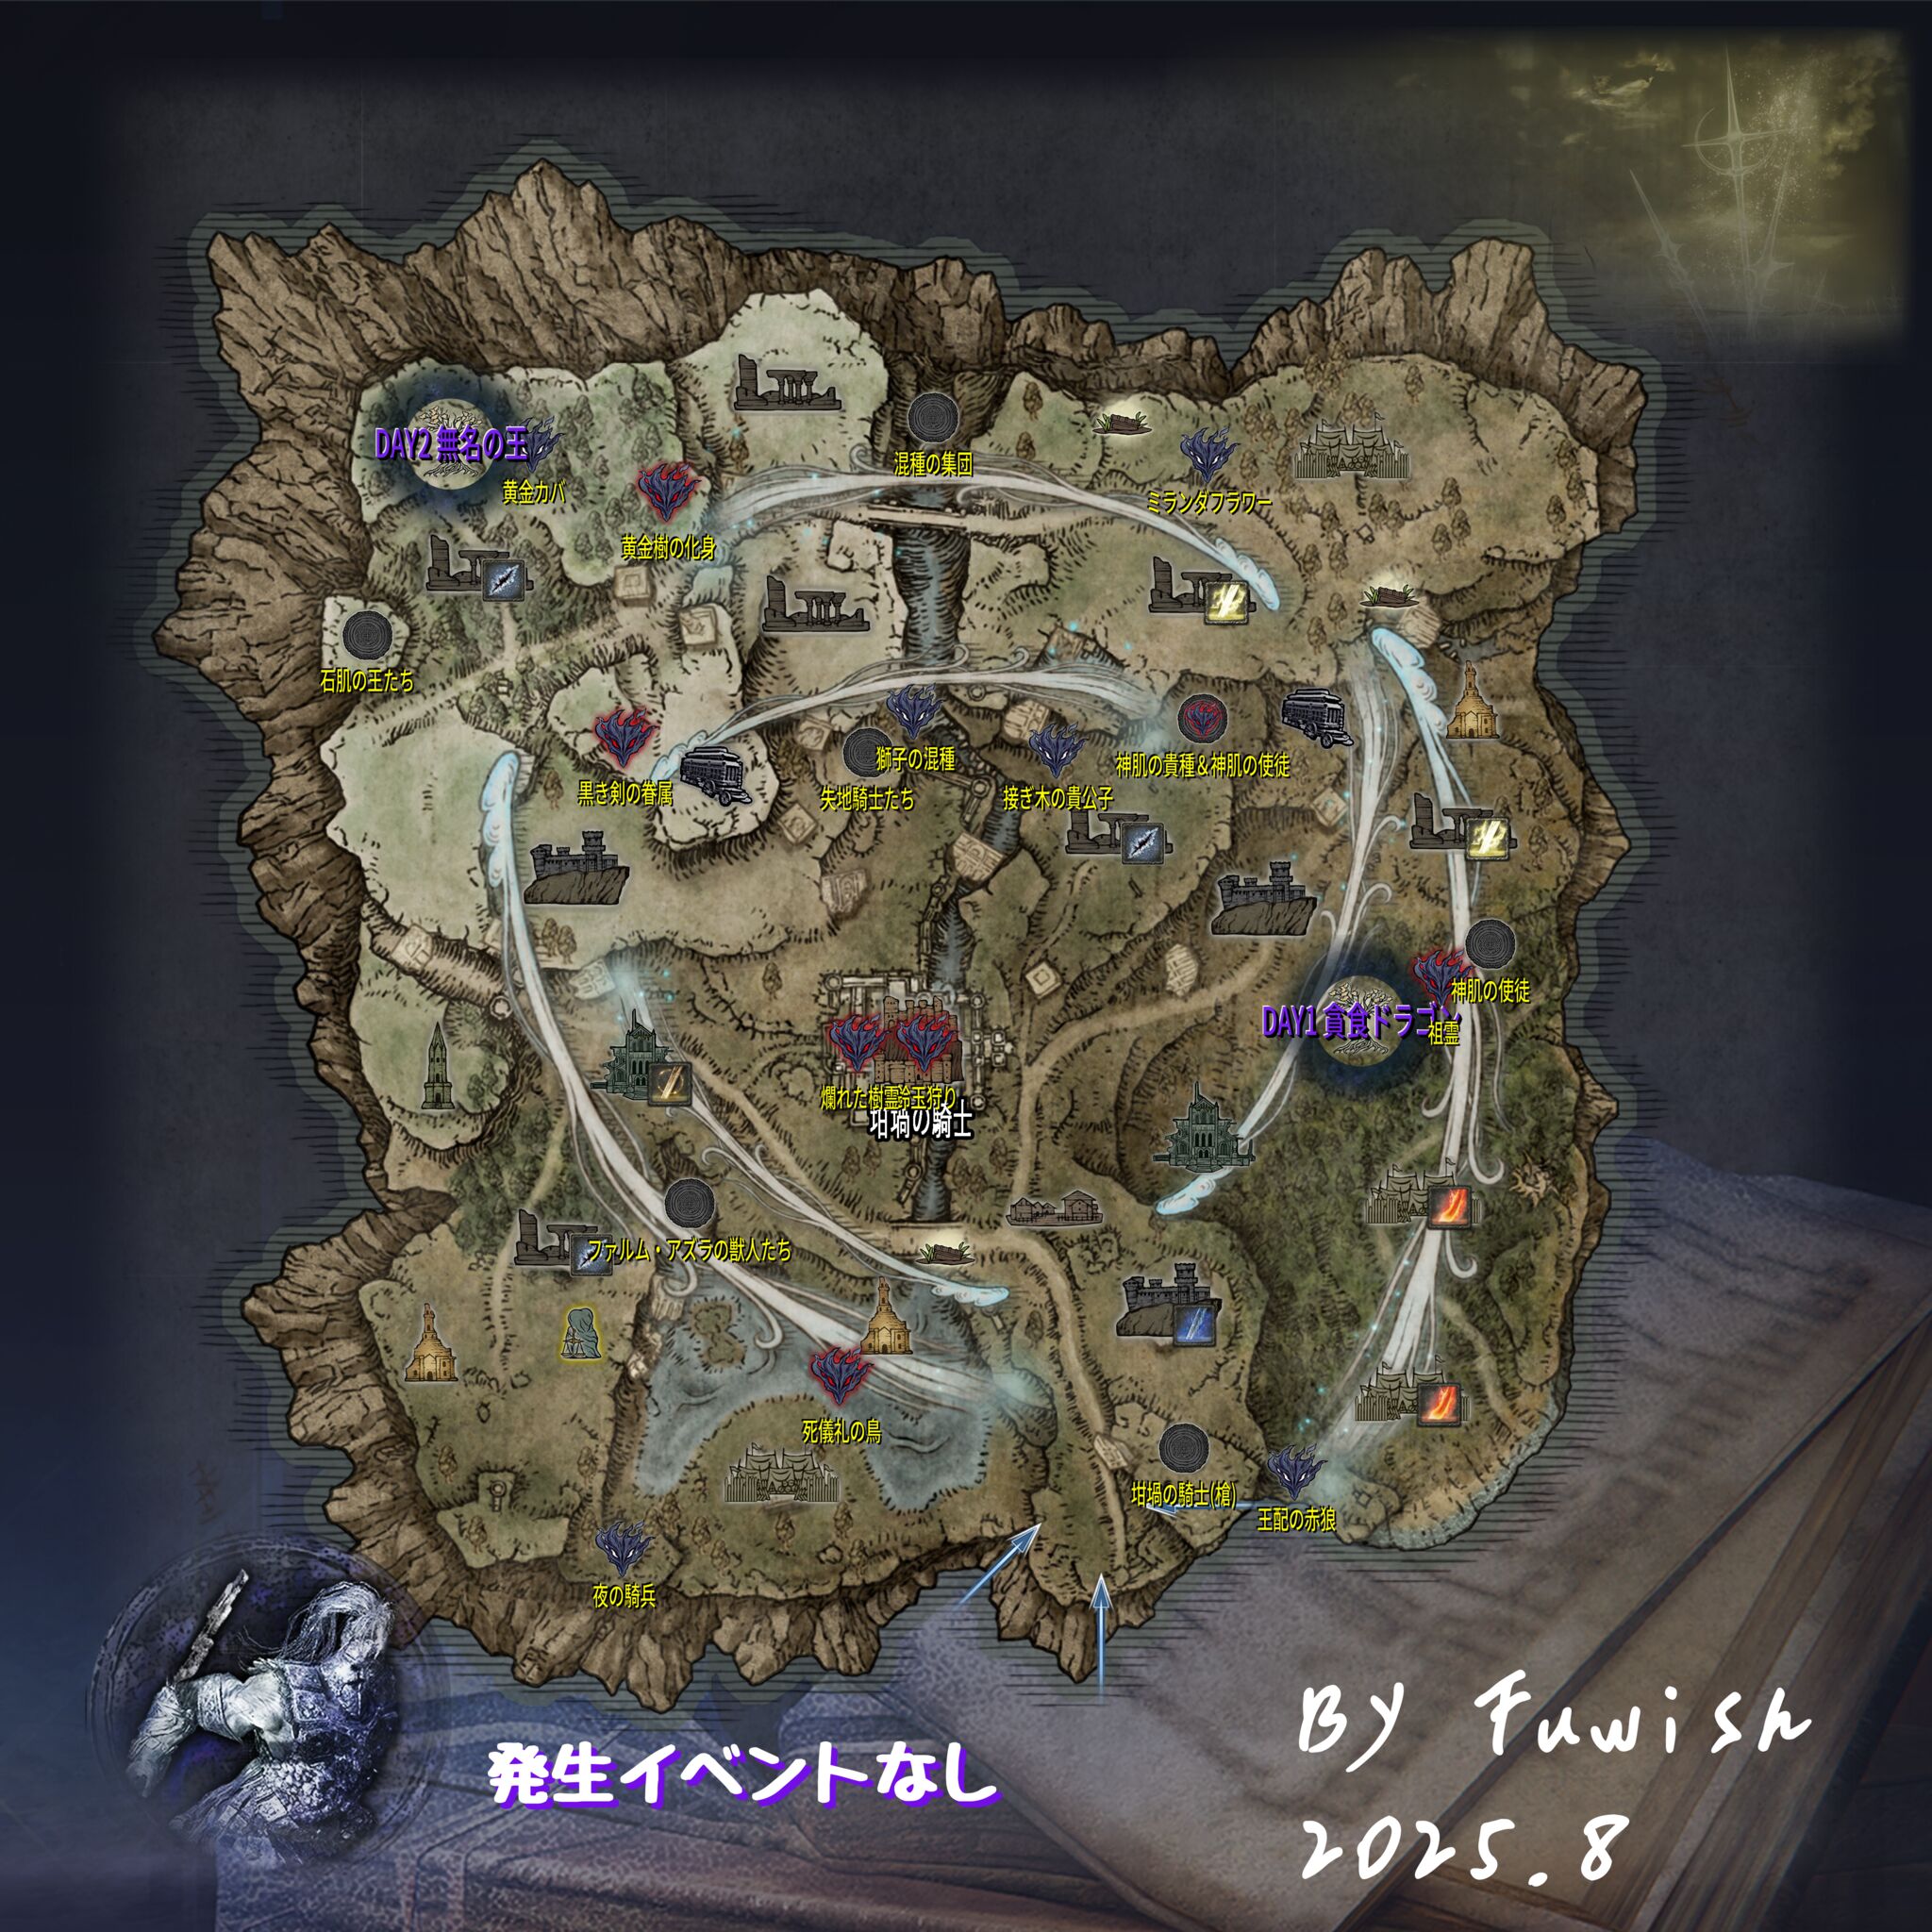 混種の集団
DAY2 無名の王
黄金カバ
ミランダフラワー
黄金樹の化身
石肌の王たち
獅子の混種
神肌の貴種&神肌の使徒
黒き剣の眷属
失地騎士たち
接ぎ木の貴公子
神肌の使徒
DAY1 貪食ドラゴン
祖霊
爛れた樹霊
鈴玉狩り
坩堝の騎士
ファルム・アズラの獣人たち
死儀礼の鳥
坩堝の騎士(槍)
王配の赤狼
夜の騎兵
発生イベントなし
BY Fuwish
2025.8